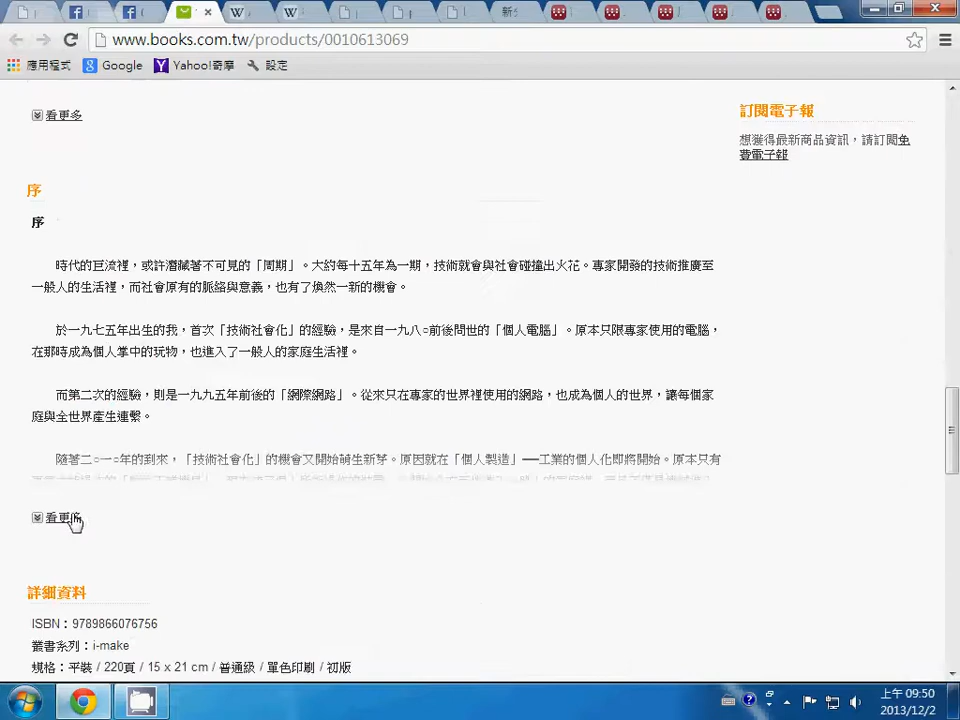 新分
www.books.com.tw/products/0010613069
應用程式 Google Yahoo!奇摩 設定
看更多
訂閱電子報
想獲得最新商品資訊，請訂閱免
費電子報
序
序
時代的巨流裡，或許潛藏著不可見的「周期」。大約每十五年為一期，技術就會與社會碰撞出火花。專家開發的技術推廣至
一般人的生活裡，而社會原有的脈絡與意義，也有了煥然一新的機會。
於一九七五年出生的我，首次「技術社會化」的經驗，是來自一九八○前後問世的「個人電腦」。原本只限專家使用的電腦，
在那時成為個人掌中的玩物，也進入了一般人的家庭生活裡。
而第二次的經驗，則是一九九五年前後的「網際網路」。從來只在專家的世界裡使用的網路，也成為個人的世界，讓每個家
庭與全世界產生連繫。
隨著二○一○年的到來，「技術社會化」的機會又開始萌生新芽。原因就在「個人製造」──工業的個人化即將開始。原本只有
看更多
詳細資料
ISBN：9789866076756
叢書系列：i-make
規格：平裝 / 220頁 / 15 x 21 cm / 普通級 / 單色印刷 / 初版
上午 09:50
2013/12/2